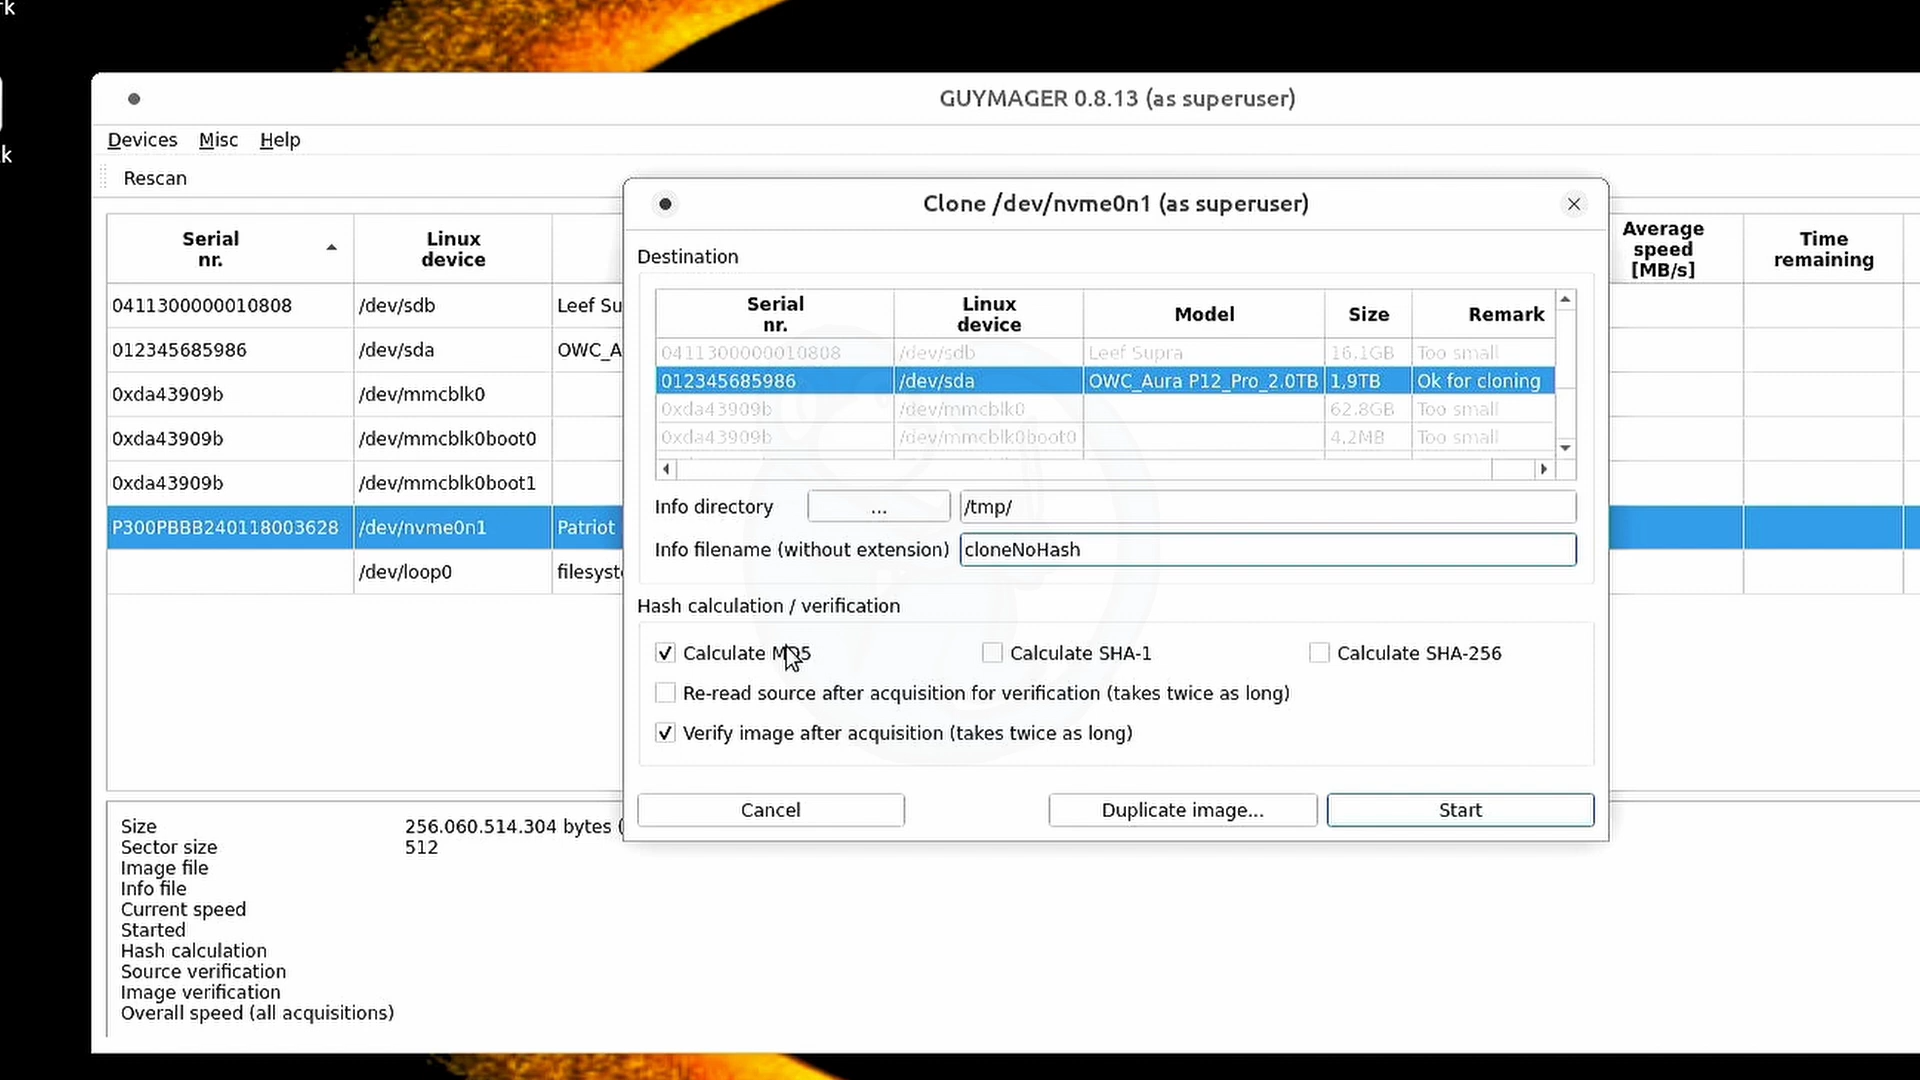 rk
k
GUYMAGER 0.8.13 (as superuser)
Devices Misc Help
Rescan
Serial nr. Linux device Average speed [MB/s] Time remaining
0411300000010808 /dev/sdb Leef Su
012345685986 /dev/sda OWC_A
0xda43909b /dev/mmcblk0
0xda43909b /dev/mmcblk0boot0
0xda43909b /dev/mmcblk0boot1
P300PBBB240118003628 /dev/nvme0n1 Patriot
/dev/loop0 filesyst
Clone /dev/nvme0n1 (as superuser)
Destination
Serial nr. Linux device Model Size Remark
0411300000010808 /dev/sdb Leef Supra 16.1GB Too small
012345685986 /dev/sda OWC_Aura P12_Pro_2.0TB 1,9TB Ok for cloning
0xda43909b /dev/mmcblk0 62.8GB Too small
0xda43909b /dev/mmcblk0boot0 4.2MB Too small
Info directory ... /tmp/
Info filename (without extension) cloneNoHash
Hash calculation / verification
Calculate MD5 Calculate SHA-1 Calculate SHA-256
Re-read source after acquisition for verification (takes twice as long)
Verify image after acquisition (takes twice as long)
Cancel Duplicate image... Start
Size 256.060.514.304 bytes (
Sector size 512
Image file
Info file
Current speed
Started
Hash calculation
Source verification
Image verification
Overall speed (all acquisitions)